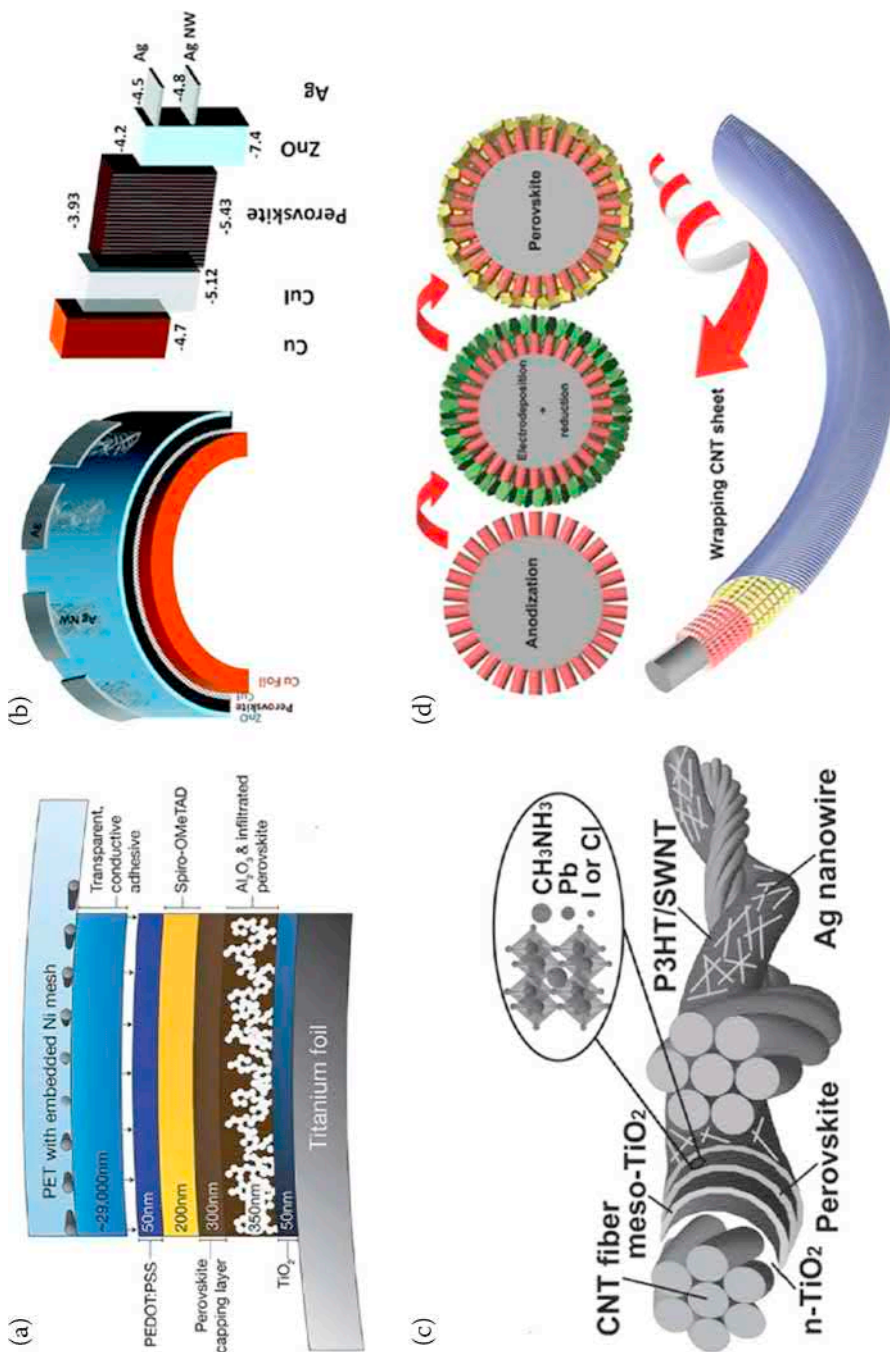 (a)
PET with embedded Ni mesh
~29.000nm
Transparent,
conductive
adhesive
PEDOT:PSS
50nm
200nm
Spiro-OMeTAD
Perovskite
capping layer
300nm
350nm
Al2O3 & infiltrated
perovskite
TiO2
50nm
Titanium foil
(b)
Ag
Ag NW
Cu Foil
CuI
Perovskite
ZnO
-3.93
-4.2
-4.5
Ag
-4.8
Ag NW
-4.7
-5.12
-5.43
-7.4
Cu
CuI
Perovskite
ZnO
Ag
(c)
CH3NH3
Pb
I or Cl
CNT fiber
meso-TiO2
P3HT/SWNT
n-TiO2
Perovskite
Ag nanowire
(d)
Anodization
Electrodeposition
+
reduction
Perovskite
Wrapping CNT sheet